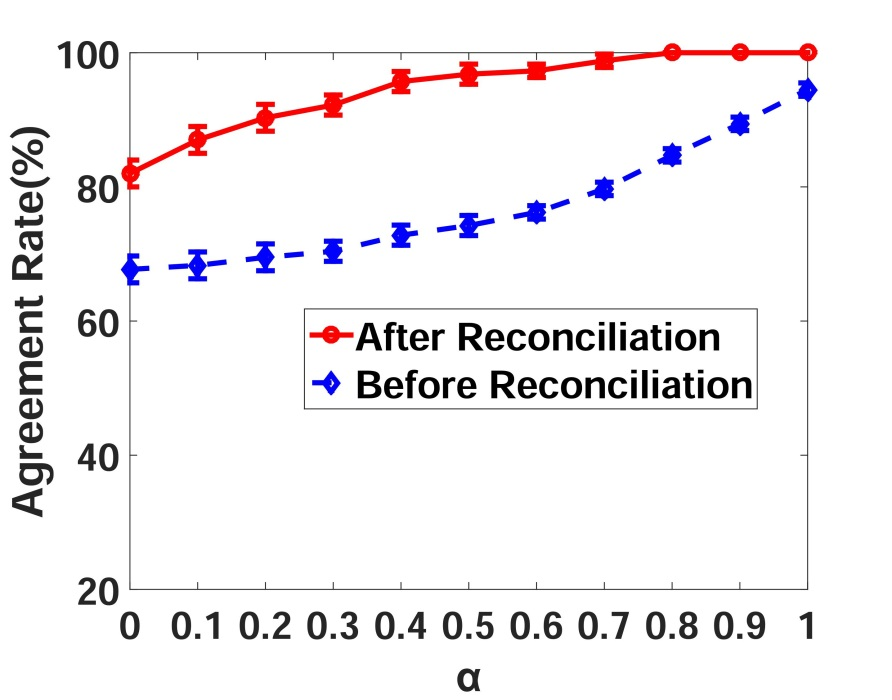 100
80
60
40
20
Agreement Rate(%)
After Reconciliation
Before Reconciliation
0 0.1 0.2 0.3 0.4 0.5 0.6 0.7 0.8 0.9 1
α